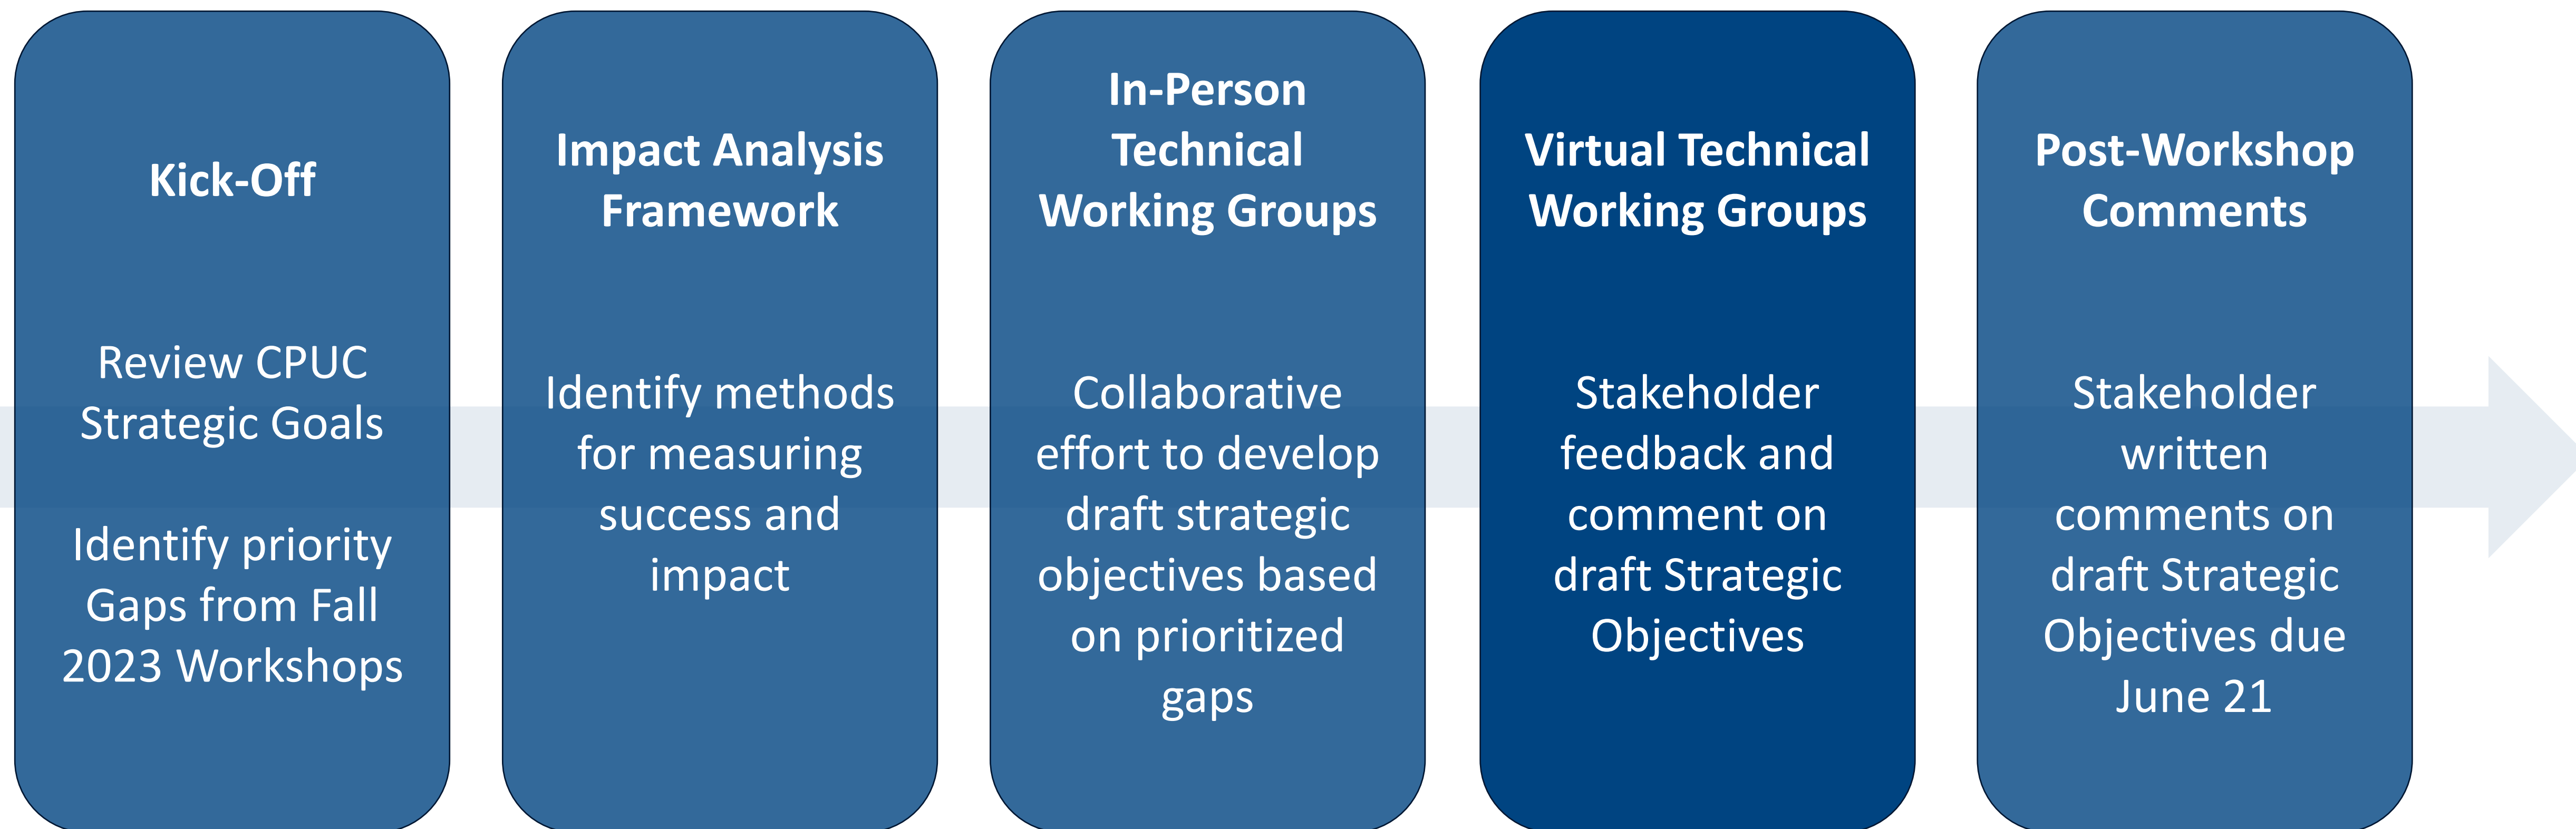 Kick-Off
Review CPUC
Strategic Goals
Identify priority
Gaps from Fall
2023 Workshops
Impact Analysis
Framework
Identify methods
for measuring
success and
impact
In-Person
Technical
Working Groups
Collaborative
effort to develop
draft strategic
objectives based
on prioritized
gaps
Virtual Technical
Working Groups
Stakeholder
feedback and
comment on
draft Strategic
Objectives
Post-Workshop
Comments
Stakeholder
written
comments on
draft Strategic
Objectives due
June 21